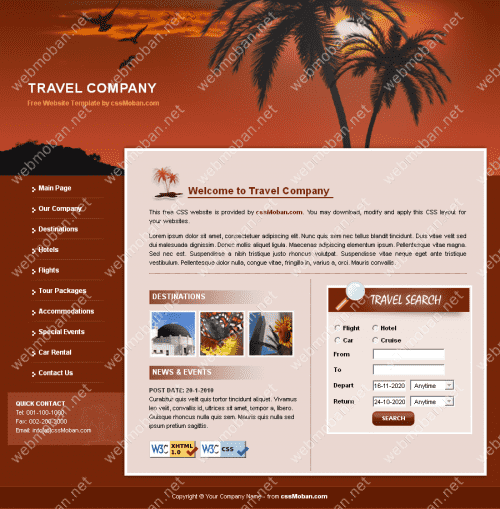 TRAVEL COMPANY
Free Website Template by cssMoban.com
Main Page
Our Company
Destinations
Hotels
Flights
Tour Packages
Accommodations
Special Events
Car Rental
Contact Us
QUICK CONTACT
Tel: 001-100-1000
Fax: 002-200-2000
Email: info[at]cssMoban.com
Welcome to Travel Company
This free CSS website is provided by cssMoban.com. You may download, modify and apply this CSS layout for
your websites.
Lorem ipsum dolor sit amet, consectetuer adipiscing elit. Nunc quis sem nec tellus blandit tincidunt. Duis vitae velit sed
dui malesuada dignissim. Donec mollis aliquet ligula. Maecenas adipiscing elementum ipsum. Pellentesque vitae magna.
Sed nec est. Suspendisse a nibh tristique justo rhoncus volutpat. Suspendisse vitae neque eget ante tristique
vestibulum. Pellentesque dolor nulla, congue vitae, fringilla in, varius a, orci. Mauris convallis.
DESTINATIONS
NEWS & EVENTS
POST DATE: 20-1-2010
Curabitur quis velit quis tortor tincidunt aliquet. Vivamus
leo velit, convallis id, ultrices sit amet, tempor a, libero.
Quisque rhoncus nulla quis sem. Mauris quis nulla sed
ipsum pretium sagittis.
W3C XHTML 1.0
W3C CSS
TRAVEL SEARCH
Flight Hotel
Car Cruise
From
To
Depart 16-11-2020 Anytime
Return 24-10-2020 Anytime
SEARCH
Copyright © Your Company Name - from cssMoban.com
webmoban.net